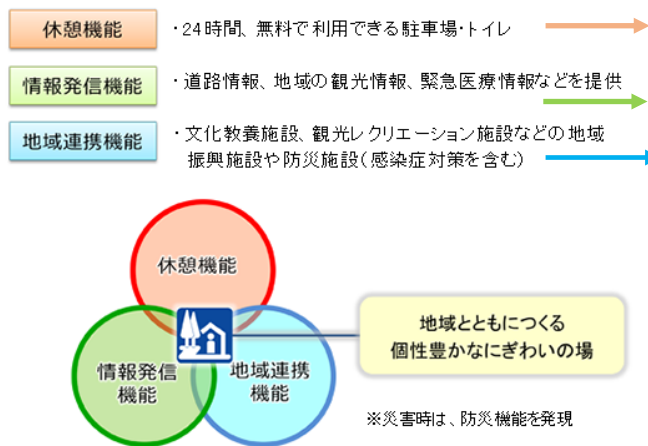 休憩機能
・24時間、無料で利用できる駐車場・トイレ
情報発信機能
・道路情報、地域の観光情報、緊急医療情報などを提供
地域連携機能
・文化教養施設、観光レクリエーション施設などの地域
振興施設や防災施設(感染症対策を含む)
休憩機能
情報発信
機能
地域連携
機能
地域とともにつくる
個性豊かなにぎわいの場
※災害時は、防災機能を発現